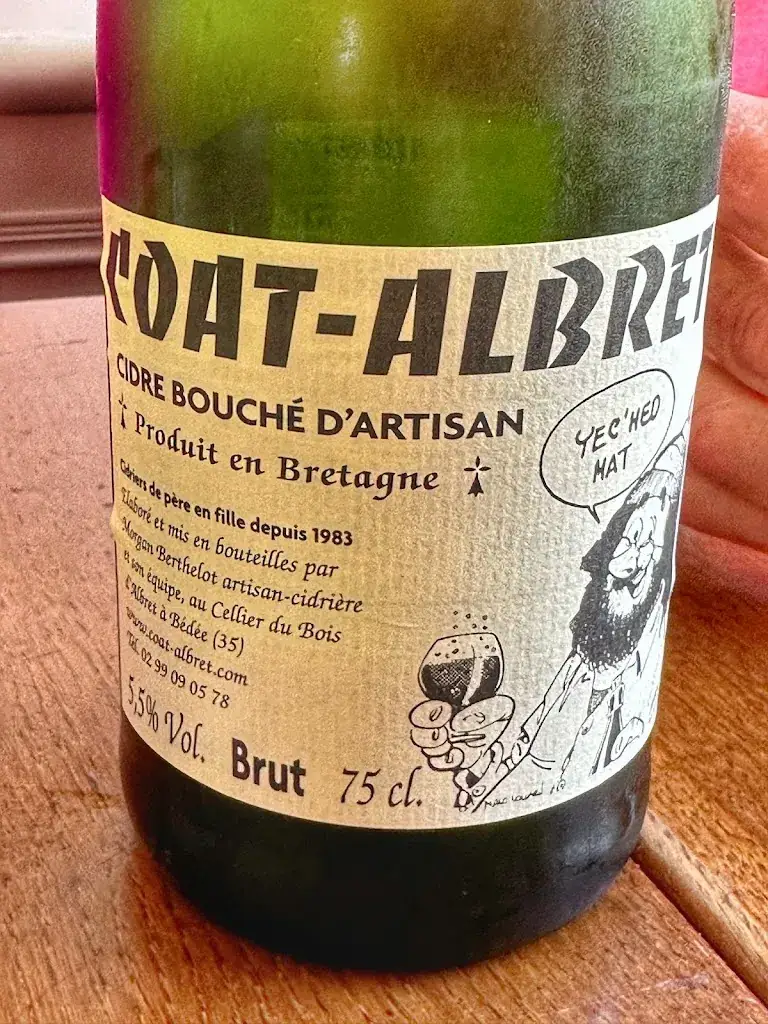 COAT-ALBRET
CIDRE BOUCHÉ D'ARTISAN
Produit en Bretagne
YEC'HED
MAT
Cidriers de père en fille depuis 1983
Elaboré et mis en bouteilles par
Morgan Berthelot artisan-cidrière
et son équipe, au Cellier du Bois
d'Albret à Bédée (35)
www.coat-albret.com
Tél. 02 99 09 05 78
5,5% Vol. Brut 75 cl.